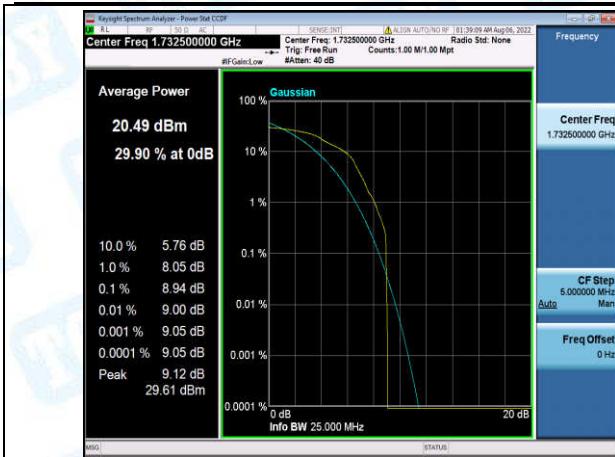 Keysight Spectrum Analyzer - Power Stat CCDF
RL RF 50 Ω AC SENSE:INT ALIGN AUTO/NO RF 01:39:09 AM Aug 06, 2022
Center Freq 1.732500000 GHz
Center Freq: 1.732500000 GHz Radio Std: None
Trig: Free Run Counts:1.00 M/1.00 Mpt
#IFGain:Low #Atten: 40 dB
Frequency
Average Power
20.49 dBm
29.90 % at 0dB
10.0 % 5.76 dB
1.0 % 8.05 dB
0.1 % 8.94 dB
0.01 % 9.00 dB
0.001 % 9.05 dB
0.0001 % 9.05 dB
Peak 9.12 dB
29.61 dBm
Gaussian
100 %
10 %
1 %
0.1 %
0.01 %
0.001 %
0.0001 %
0 dB 20 dB
Info BW 25.000 MHz
Center Freq
1.732500000 GHz
CF Step
5.000000 MHz
Auto Man
Freq Offset
0 Hz
MSG STATUS